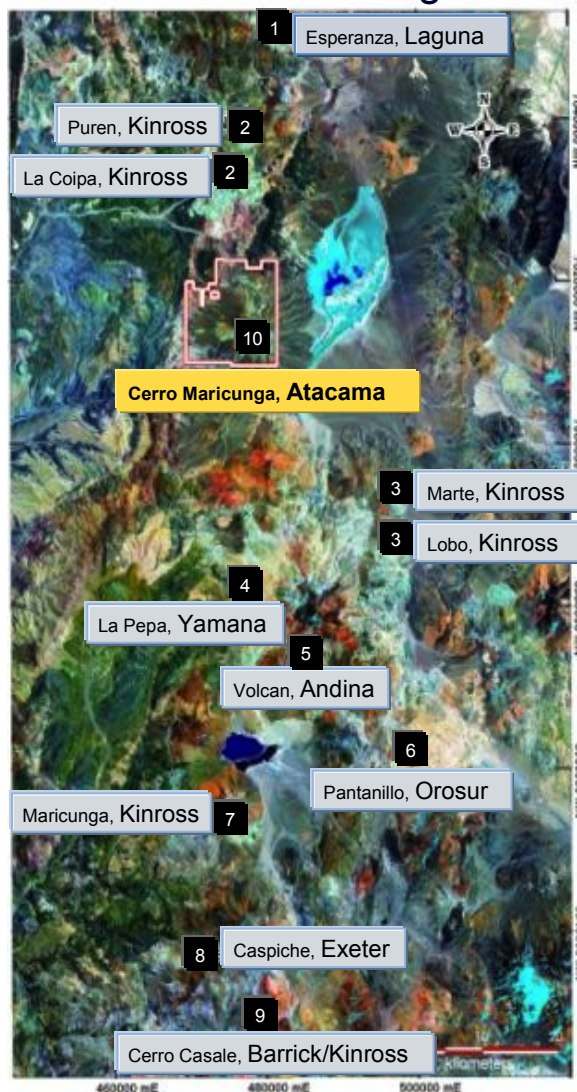 1
Esperanza, Laguna
Puren, Kinross
2
La Coipa, Kinross
2
N
W
E
S
10
Cerro Maricunga, Atacama
3
Marte, Kinross
3
Lobo, Kinross
4
La Pepa, Yamana
5
Volcan, Andina
6
Pantanillo, Orosur
Maricunga, Kinross
7
8
Caspiche, Exeter
9
Cerro Casale, Barrick/Kinross
kilometers
460000 mE
480000 mE
500000 mE